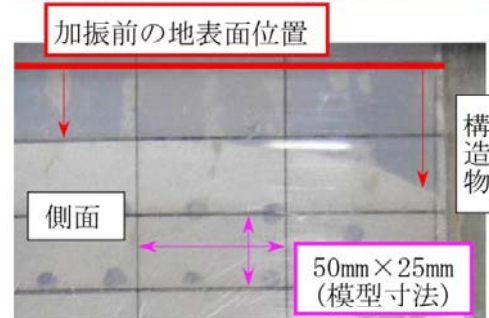 加振前の地表面位置
構造物
側面
50mm×25mm
(模型寸法)